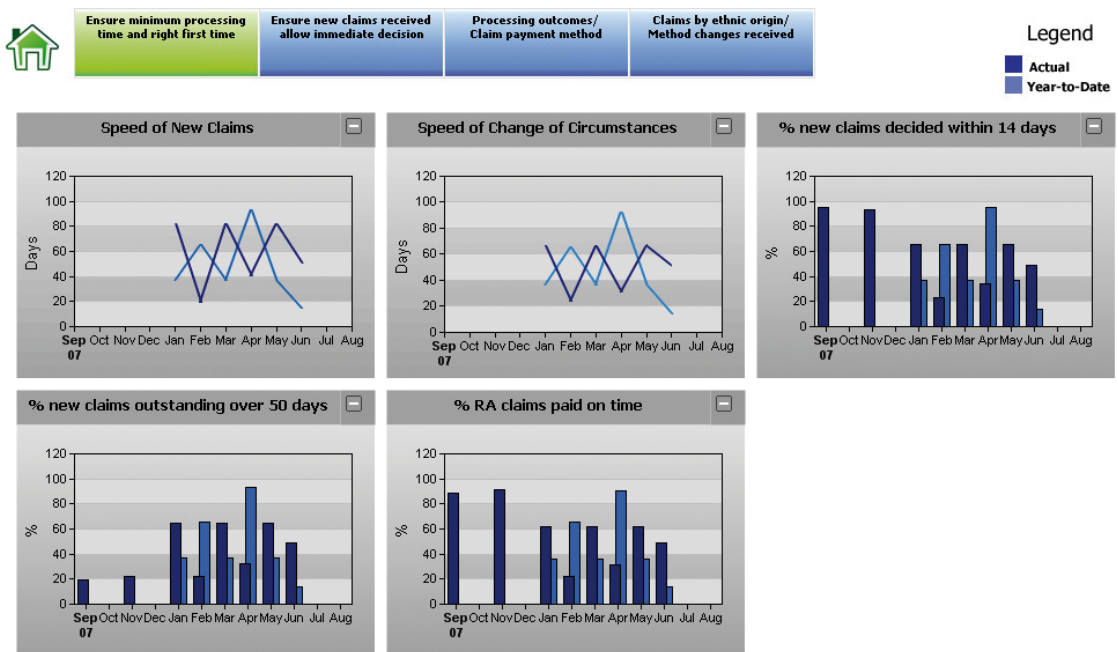 Ensure minimum processing
time and right first time
Ensure new claims received
allow immediate decision
Processing outcomes/
Claim payment method
Claims by ethnic origin/
Method changes received
Legend
Actual
Year-to-Date
Speed of New Claims
120
100
80
60
40
20
0
Days
Sep Oct Nov Dec Jan Feb Mar Apr May Jun Jul Aug
07
Speed of Change of Circumstances
120
100
80
60
40
20
0
Days
Sep Oct Nov Dec Jan Feb Mar Apr May Jun Jul Aug
07
% new claims decided within 14 days
120
100
80
60
40
20
0
%
Sep Oct Nov Dec Jan Feb Mar Apr May Jun Jul Aug
07
% new claims outstanding over 50 days
120
100
80
60
40
20
0
%
Sep Oct Nov Dec Jan Feb Mar Apr May Jun Jul Aug
07
% RA claims paid on time
120
100
80
60
40
20
0
%
Sep Oct Nov Dec Jan Feb Mar Apr May Jun Jul Aug
07